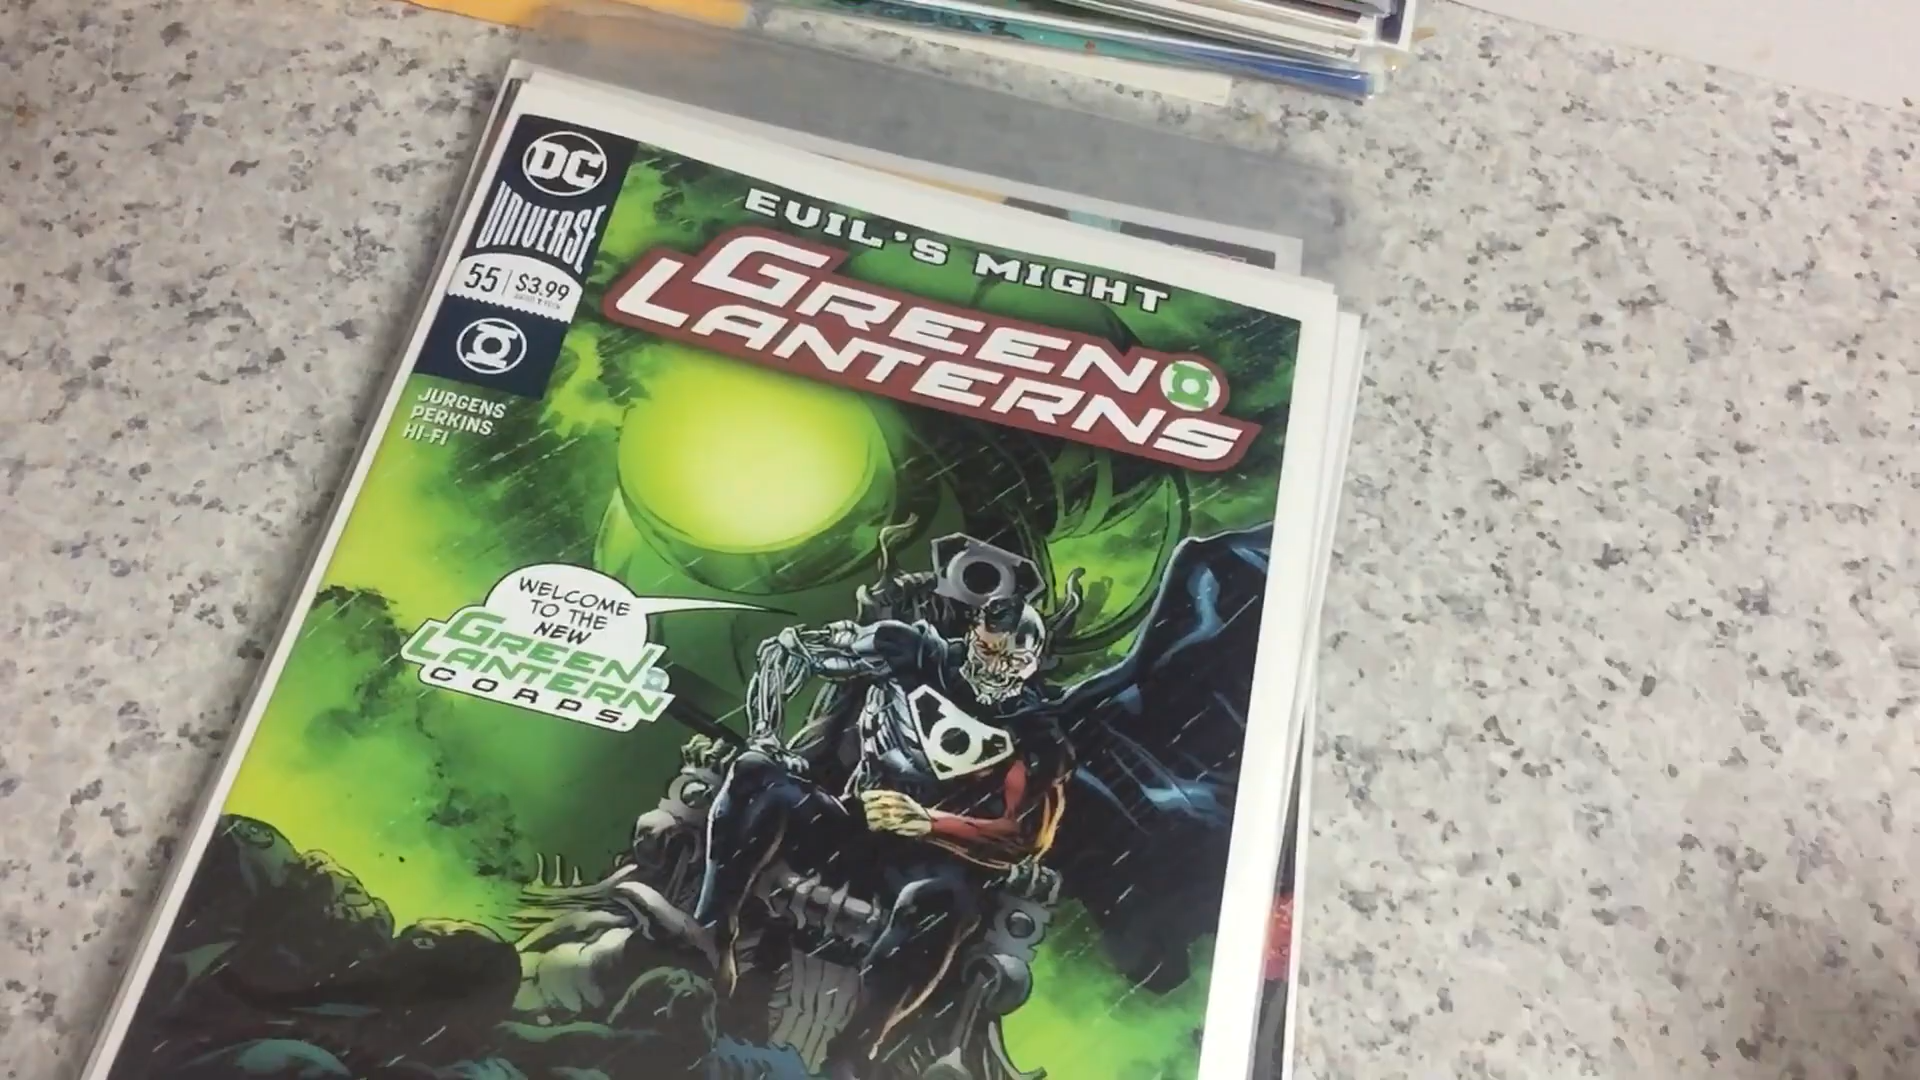 DC
UNIVERSE
55 $3.99
JURGENS
PERKINS
HI-FI
EVIL'S MIGHT
GREEN
LANTERNS
WELCOME
TO THE
NEW
GREEN
LANTERN
CORPS.